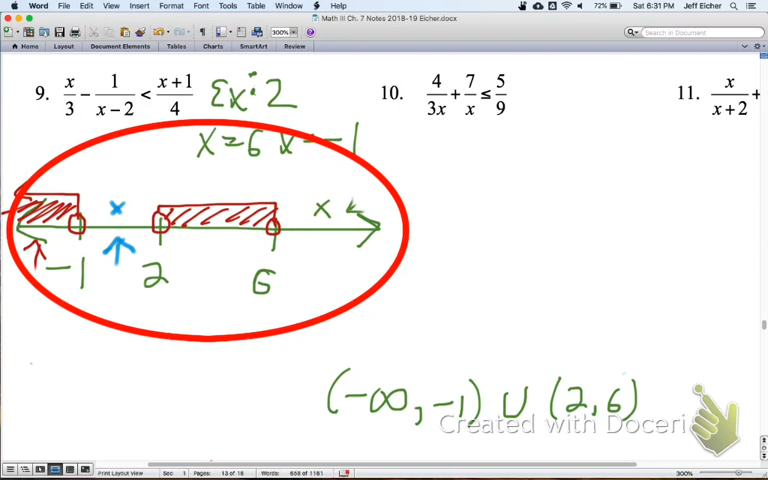 Word File Edit View Insert Format Font Tools Table Window Help 72% Sat 6:31 PM Jeff Eicher
Math III Ch. 7 Notes 2018-19 Eicher.docx
300% Search in Document
Home Layout Document Elements Tables Charts SmartArt Review
9. x/3 - 1/(x-2) < (x+1)/4
10. 4/3x + 7/x ≤ 5/9
11. x/(x+2) +
x 2
x=6 x=-1
x x
-1 2 6
(-∞,-1) U (2,6)
Created with Doceri
Print Layout View Sec 1 Pages: 13 of 18 Words: 658 of 1181 300%